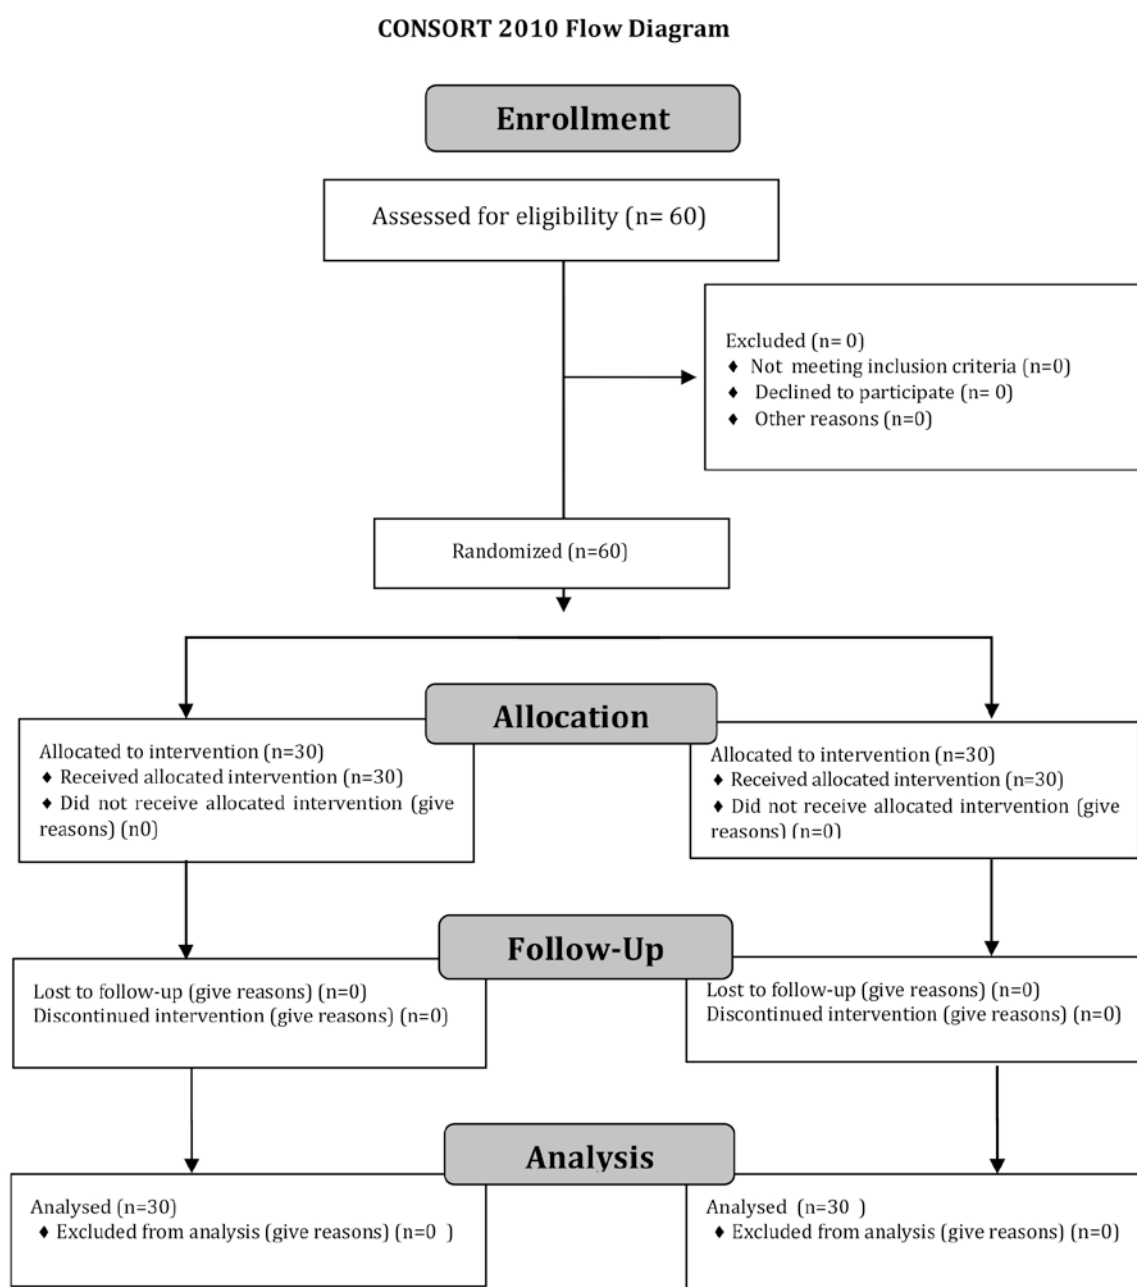 CONSORT 2010 Flow Diagram
Enrollment
Assessed for eligibility (n= 60)
Excluded (n= 0)
♦ Not meeting inclusion criteria (n=0)
♦ Declined to participate (n= 0)
♦ Other reasons (n=0)
Randomized (n=60)
Allocation
Allocated to intervention (n=30)
♦ Received allocated intervention (n=30)
♦ Did not receive allocated intervention (give
reasons) (n0)
Allocated to intervention (n=30)
♦ Received allocated intervention (n=30)
♦ Did not receive allocated intervention (give
reasons) (n=0)
Follow-Up
Lost to follow-up (give reasons) (n=0)
Discontinued intervention (give reasons) (n=0)
Lost to follow-up (give reasons) (n=0)
Discontinued intervention (give reasons) (n=0)
Analysis
Analysed (n=30)
♦ Excluded from analysis (give reasons) (n=0 )
Analysed (n=30 )
♦ Excluded from analysis (give reasons) (n=0)